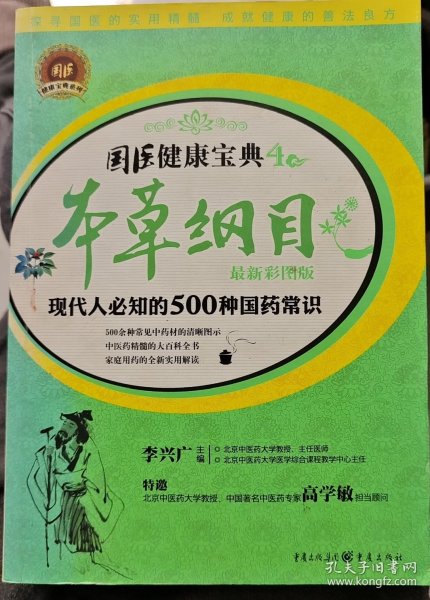 探寻国医的实用精髓 成就健康的善法良方
国医
健康宝典系列
国医健康宝典4
本草纲目
最新彩图版
现代人必知的500种国药常识
500余种常见中药材的清晰图示
中医药精髓的大百科全书
家庭用药的全新实用解读
李兴广 主编
北京中医药大学教授、主任医师
北京中医药大学医学综合课程教学中心主任
特邀
北京中医药大学教授、中国著名中医药专家高学敏担当顾问
重庆出版集团 重庆出版社
孔夫子旧书网
www.kongfz.com